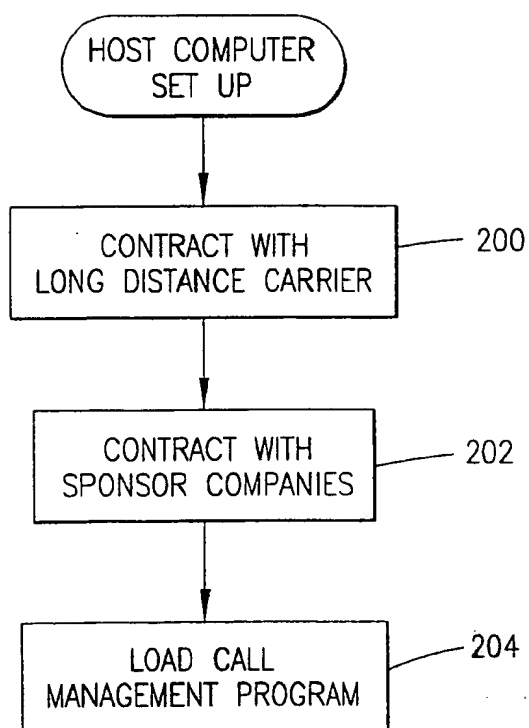 HOST COMPUTER
SET UP
CONTRACT WITH
LONG DISTANCE CARRIER
200
CONTRACT WITH
SPONSOR COMPANIES
202
LOAD CALL
MANAGEMENT PROGRAM
204